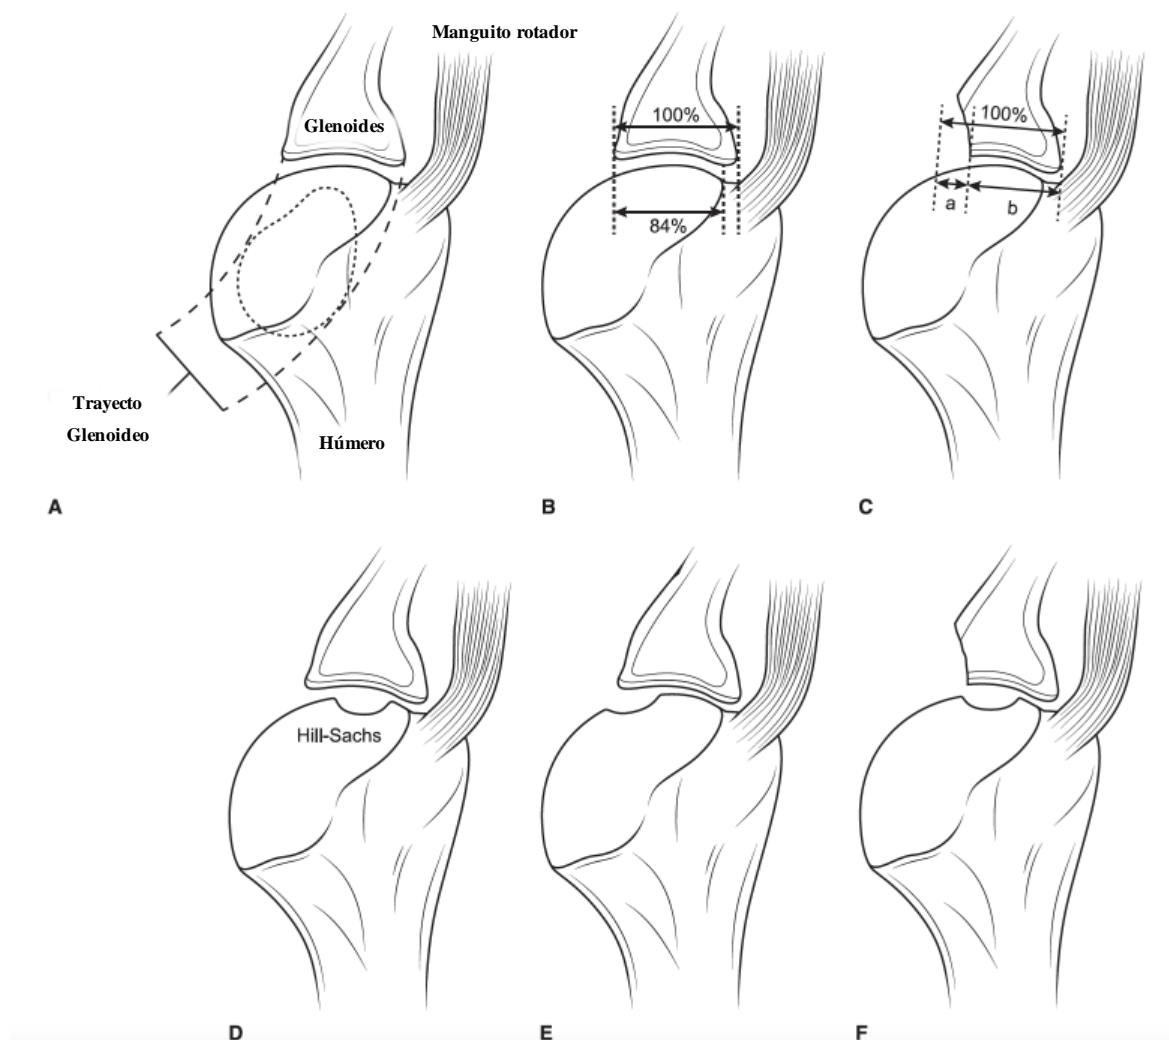 Manguito rotador
Glenoides
Trayecto
Glenoideo
Húmero
A
100%
84%
B
100%
a
b
C
Hill-Sachs
D
E
F